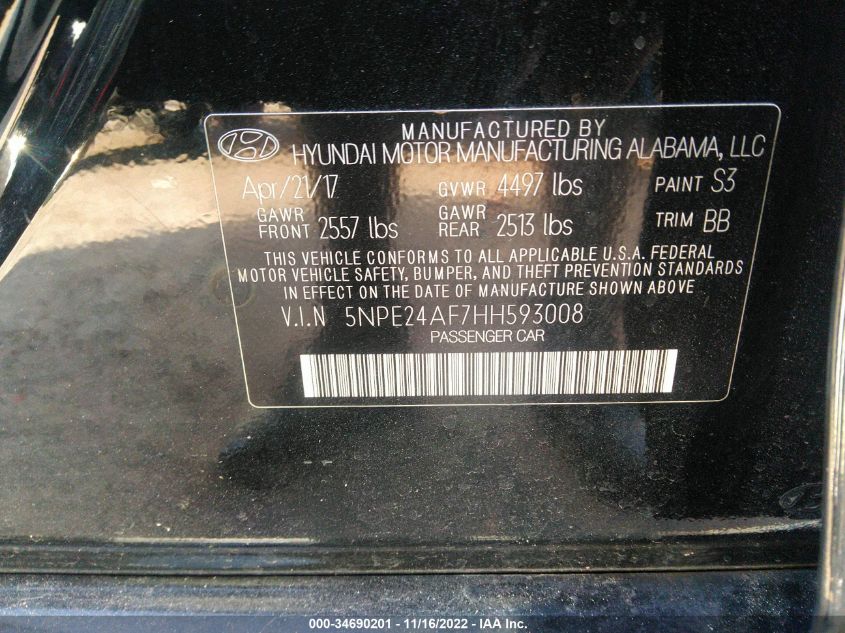 MANUFACTURED BY
HYUNDAI MOTOR MANUFACTURING ALABAMA, LLC
Apr/21/17 GVWR 4497 lbs PAINT S3
GAWR FRONT 2557 lbs GAWR REAR 2513 lbs TRIM BB
THIS VEHICLE CONFORMS TO ALL APPLICABLE U.S.A. FEDERAL
MOTOR VEHICLE SAFETY, BUMPER, AND THEFT PREVENTION STANDARDS
IN EFFECT ON THE DATE OF MANUFACTURE SHOWN ABOVE
V.I.N 5NPE24AF7HH593008
PASSENGER CAR
000-34690201 - 11/16/2022 - IAA Inc.